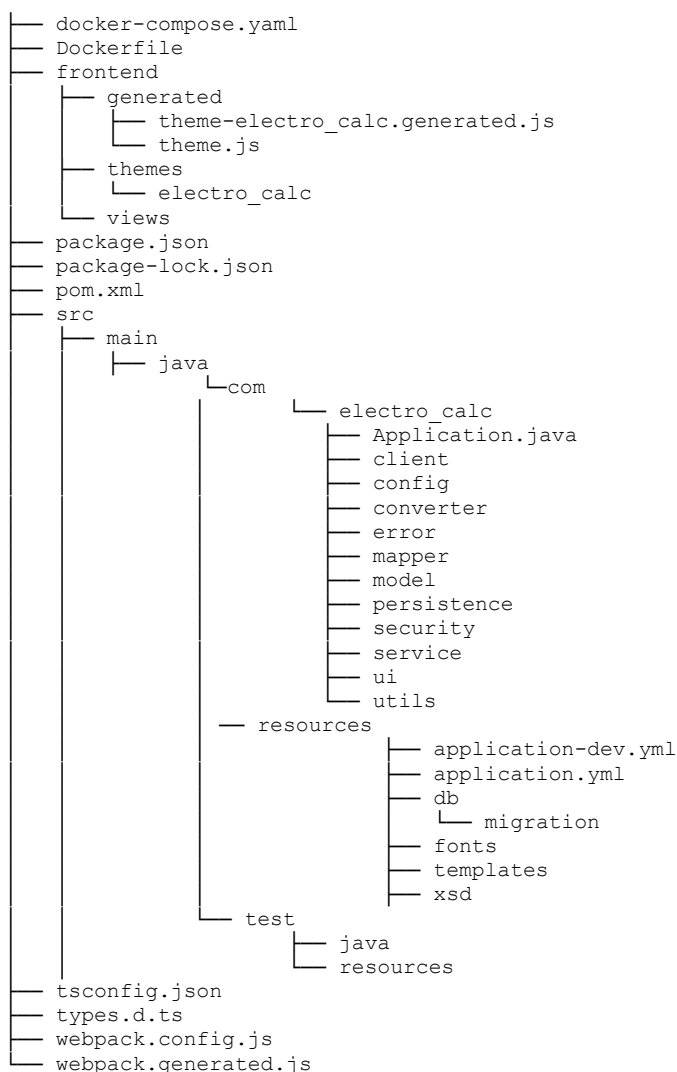 docker-compose.yaml
Dockerfile
frontend
generated
theme-electro_calc.generated.js
theme.js
themes
electro_calc
views
package.json
package-lock.json
pom.xml
src
main
java
com
electro_calc
Application.java
client
config
converter
error
mapper
model
persistence
security
service
ui
utils
resources
application-dev.yml
application.yml
db
migration
fonts
templates
xsd
test
java
resources
tsconfig.json
types.d.ts
webpack.config.js
webpack.generated.js